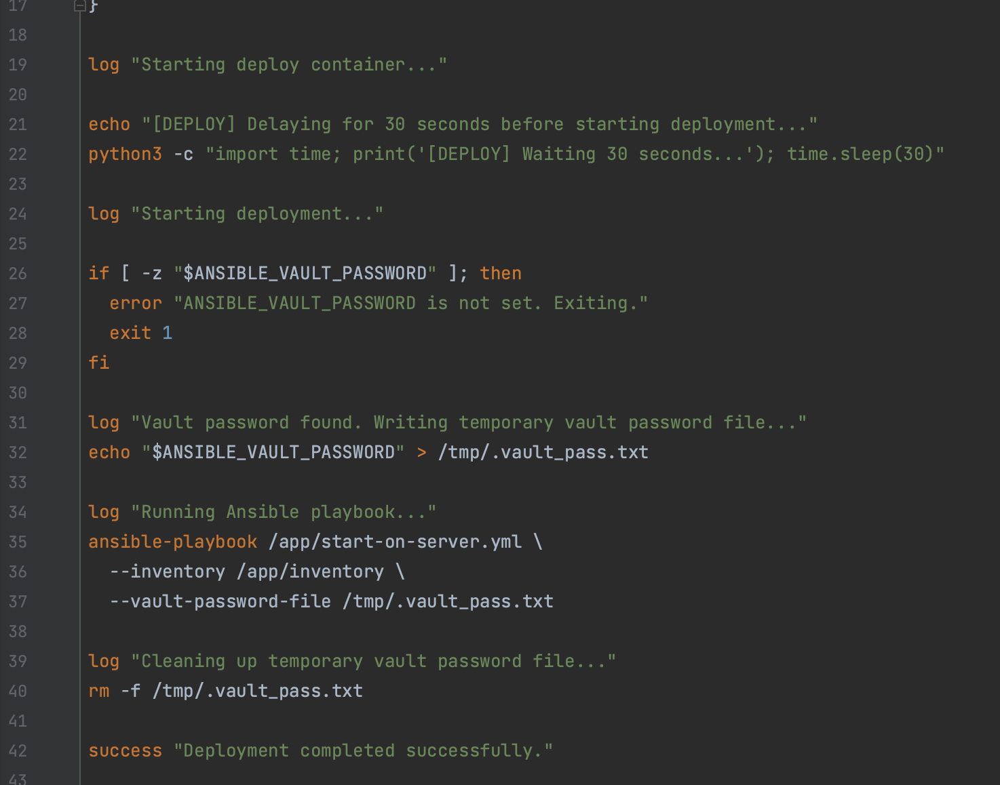 17 }
18
19 log "Starting deploy container..."
20
21 echo "[DEPLOY] Delaying for 30 seconds before starting deployment..."
22 python3 -c "import time; print('[DEPLOY] Waiting 30 seconds...'); time.sleep(30)"
23
24 log "Starting deployment..."
25
26 if [ -z "$ANSIBLE_VAULT_PASSWORD" ]; then
27   error "ANSIBLE_VAULT_PASSWORD is not set. Exiting."
28   exit 1
29 fi
30
31 log "Vault password found. Writing temporary vault password file..."
32 echo "$ANSIBLE_VAULT_PASSWORD" > /tmp/.vault_pass.txt
33
34 log "Running Ansible playbook..."
35 ansible-playbook /app/start-on-server.yml \
36   --inventory /app/inventory \
37   --vault-password-file /tmp/.vault_pass.txt
38
39 log "Cleaning up temporary vault password file..."
40 rm -f /tmp/.vault_pass.txt
41
42 success "Deployment completed successfully."
43